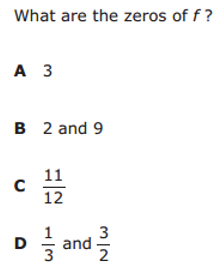 What are the zeros of f?
A 3
B 2 and 9
C 11/12
D 1/3 and 3/2